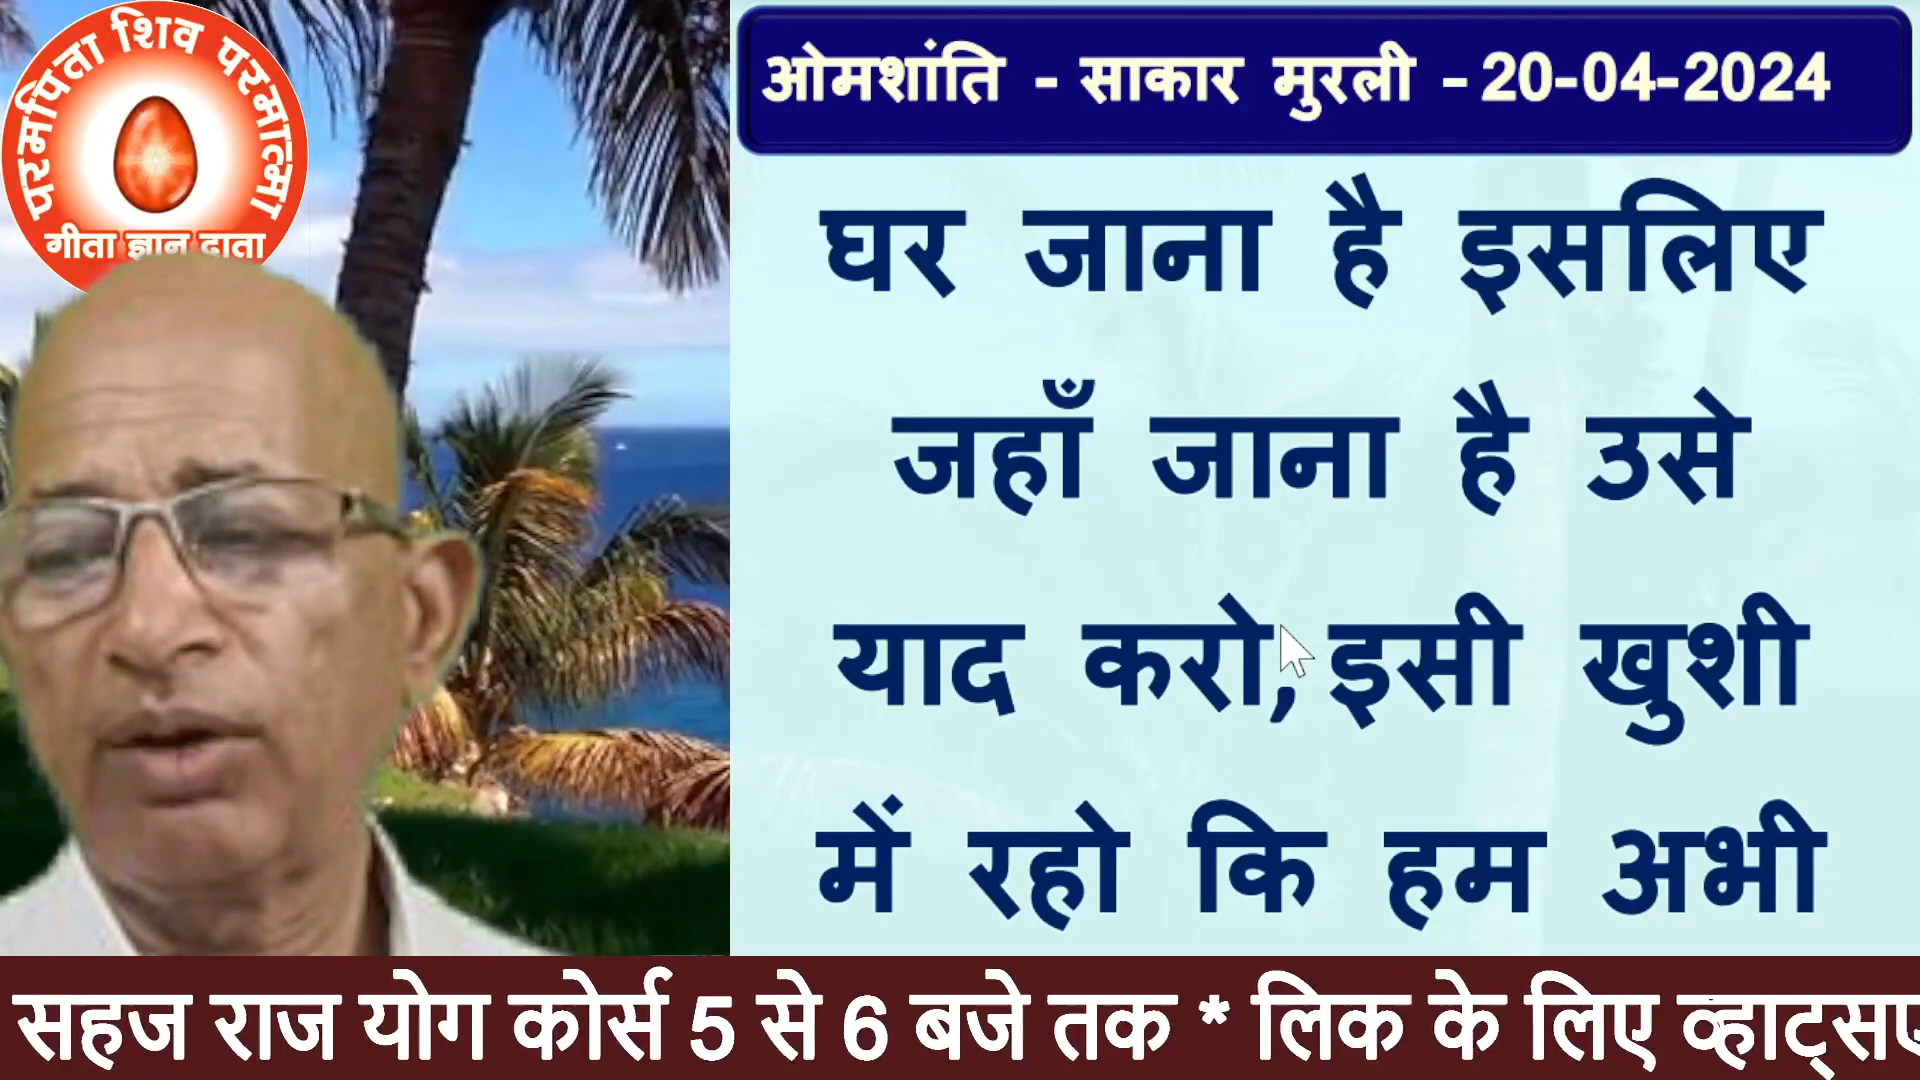 परमपिता शिव परमात्मा
गीता ज्ञान दाता
ओमशांति - साकार मुरली - 20-04-2024
घर जाना है इसलिए
जहाँ जाना है उसे
याद करो, इसी खुशी
में रहो कि हम अभी
सहज राज योग कोर्स 5 से 6 बजे तक * लिक के लिए व्हाट्सए